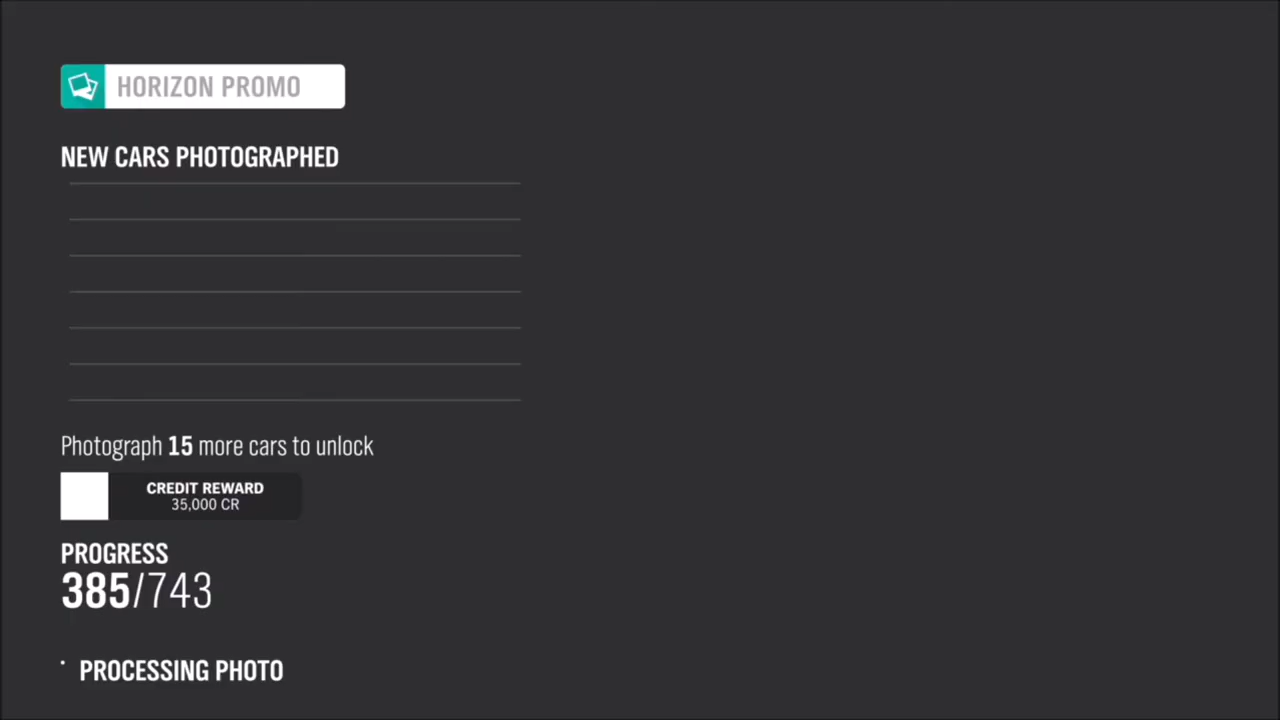 HORIZON PROMO
NEW CARS PHOTOGRAPHED
Photograph 15 more cars to unlock
CREDIT REWARD
35,000 CR
PROGRESS
385/743
PROCESSING PHOTO